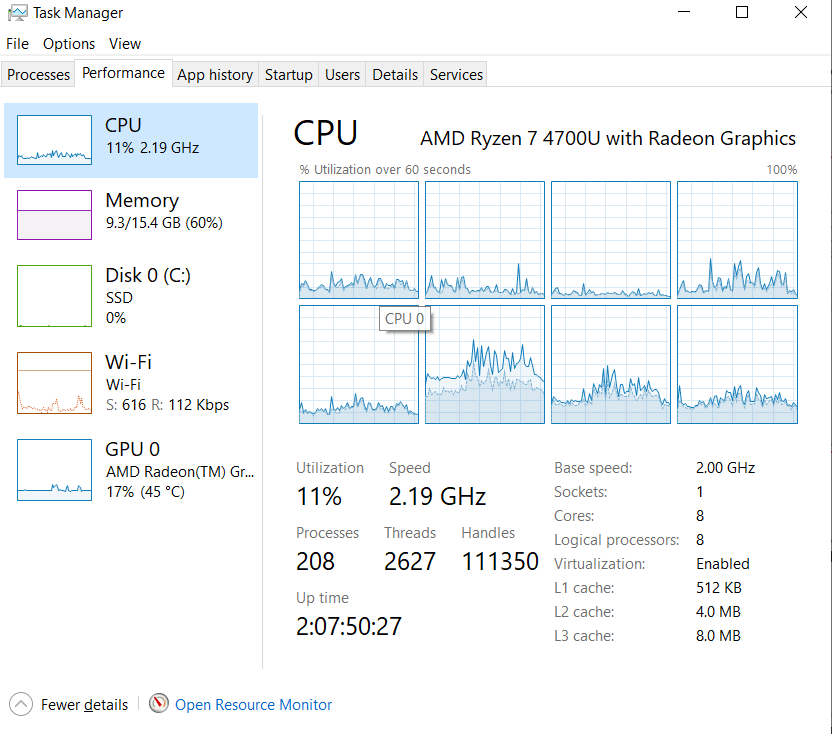 Task Manager
File Options View
Processes Performance App history Startup Users Details Services
CPU
11% 2.19 GHz
Memory
9.3/15.4 GB (60%)
Disk 0 (C:)
SSD
0%
Wi-Fi
Wi-Fi
S: 616 R: 112 Kbps
GPU 0
AMD Radeon(TM) Gr...
17% (45 °C)
CPU AMD Ryzen 7 4700U with Radeon Graphics
% Utilization over 60 seconds 100%
CPU 0
Utilization Speed
11% 2.19 GHz
Processes Threads Handles
208 2627 111350
Up time
2:07:50:27
Base speed: 2.00 GHz
Sockets: 1
Cores: 8
Logical processors: 8
Virtualization: Enabled
L1 cache: 512 KB
L2 cache: 4.0 MB
L3 cache: 8.0 MB
Fewer details Open Resource Monitor